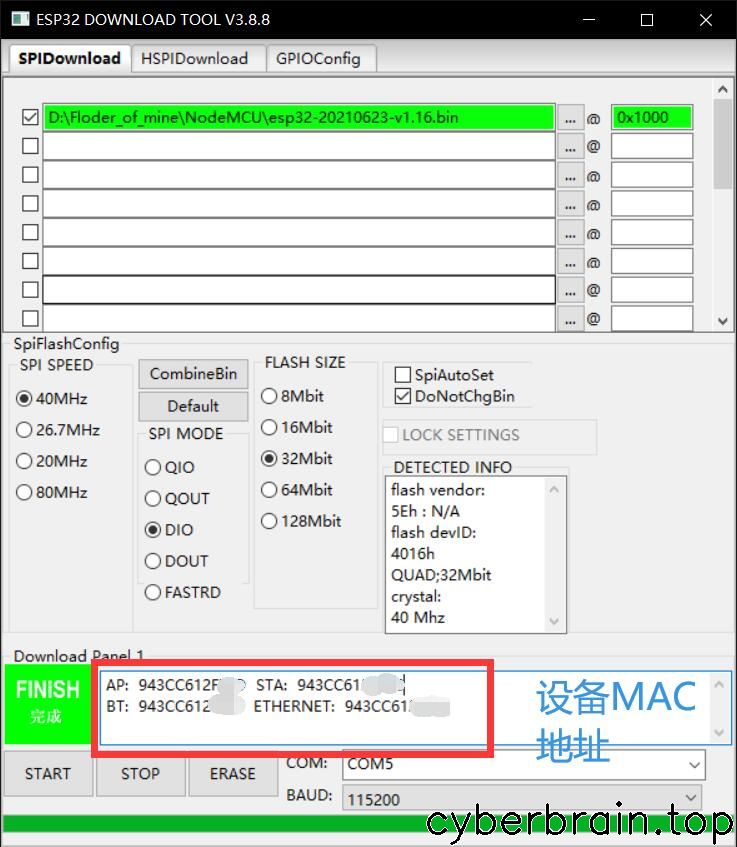 ESP32 DOWNLOAD TOOL V3.8.8
SPIDownload HSPIDownload GPIOConfig
D:\Floder_of_mine\NodeMCU\esp32-20210623-v1.16.bin ... @ 0x1000
... @
... @
... @
... @
... @
... @
... @
SpiFlashConfig
SPI SPEED
40MHz
26.7MHz
20MHz
80MHz
CombineBin
Default
SPI MODE
QIO
QOUT
DIO
DOUT
FASTRD
FLASH SIZE
8Mbit
16Mbit
32Mbit
64Mbit
128Mbit
SpiAutoSet
DoNotChgBin
LOCK SETTINGS
DETECTED INFO
flash vendor:
5Eh : N/A
flash devID:
4016h
QUAD;32Mbit
crystal:
40 Mhz
Download Panel 1
FINISH
完成
AP: 943CC612 STA: 943CC61
BT: 943CC612 ETHERNET: 943CC61
设备MAC
地址
START STOP ERASE
COM: COM5
BAUD: 115200
cyberbrain.top